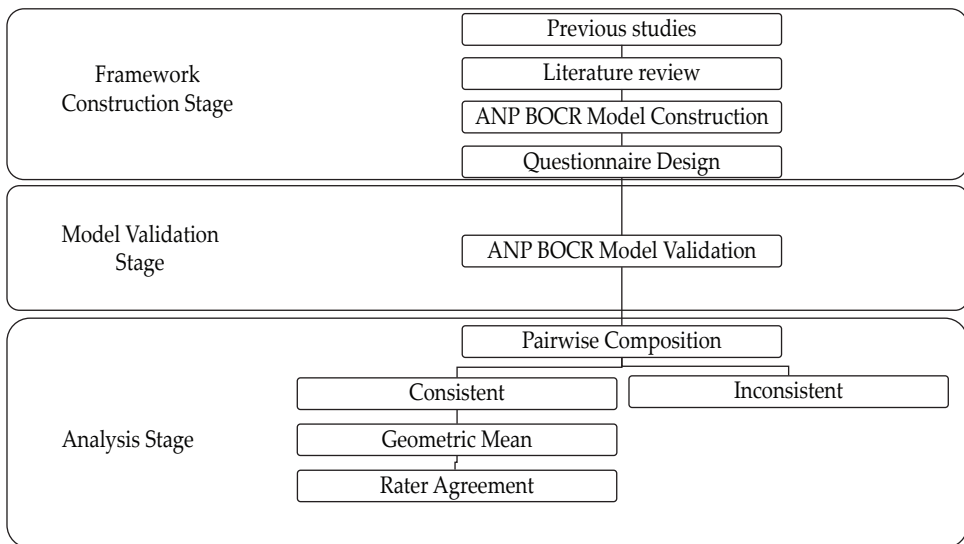 Previous studies
Literature review
Framework
Construction Stage
ANP BOCR Model Construction
Questionnaire Design
Model Validation
Stage
ANP BOCR Model Validation
Pairwise Composition
Consistent
Inconsistent
Analysis Stage
Geometric Mean
Rater Agreement